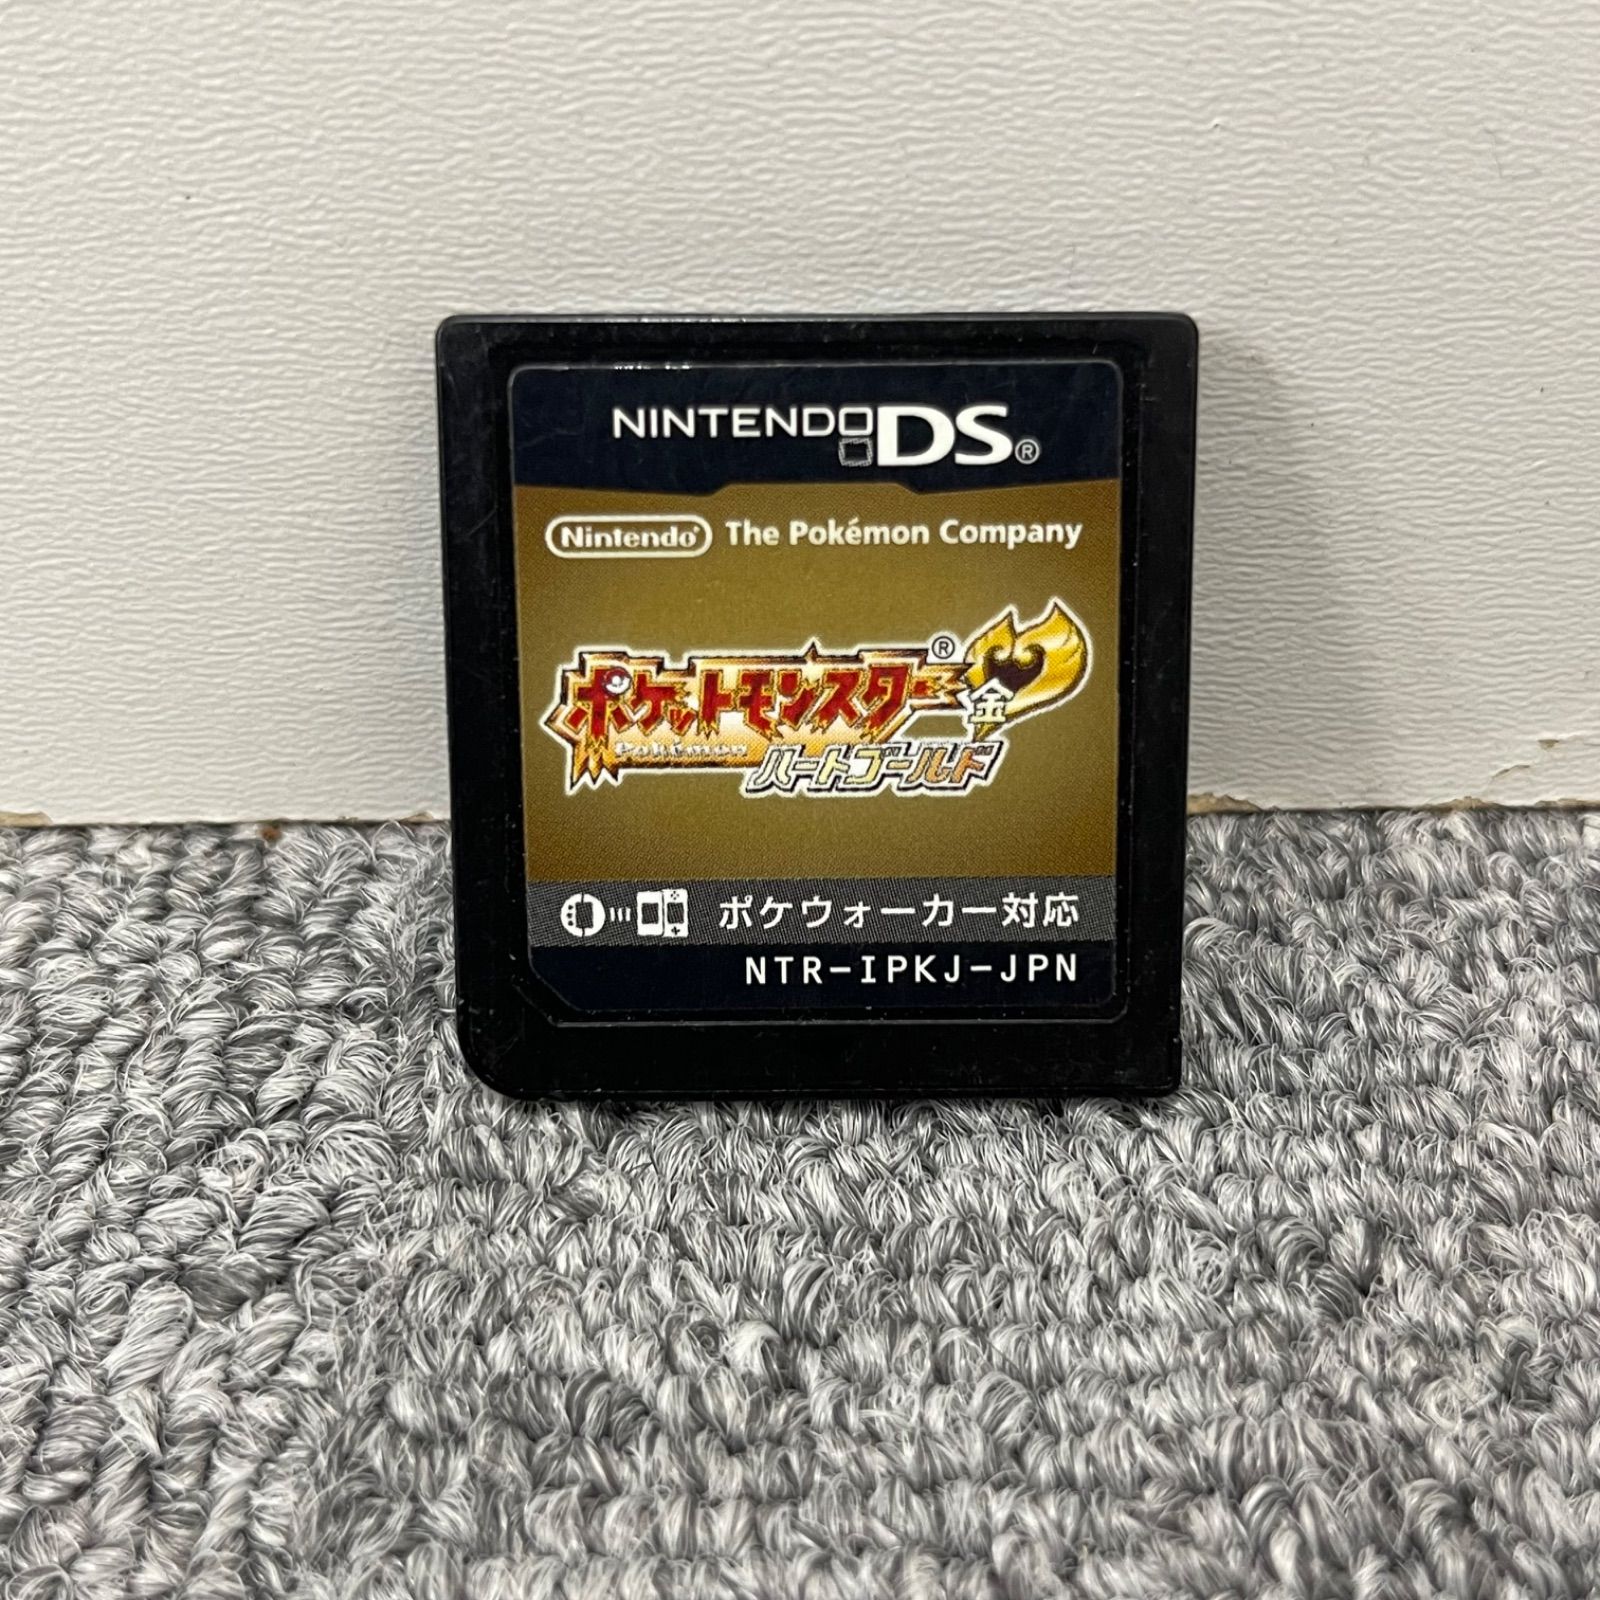 NINTENDO DS®
Nintendo® The Pokémon Company
ポケットモンスター® 金
Pokémon ハートゴールド
ポケウォーカー対応
NTR-IPKJ-JPN